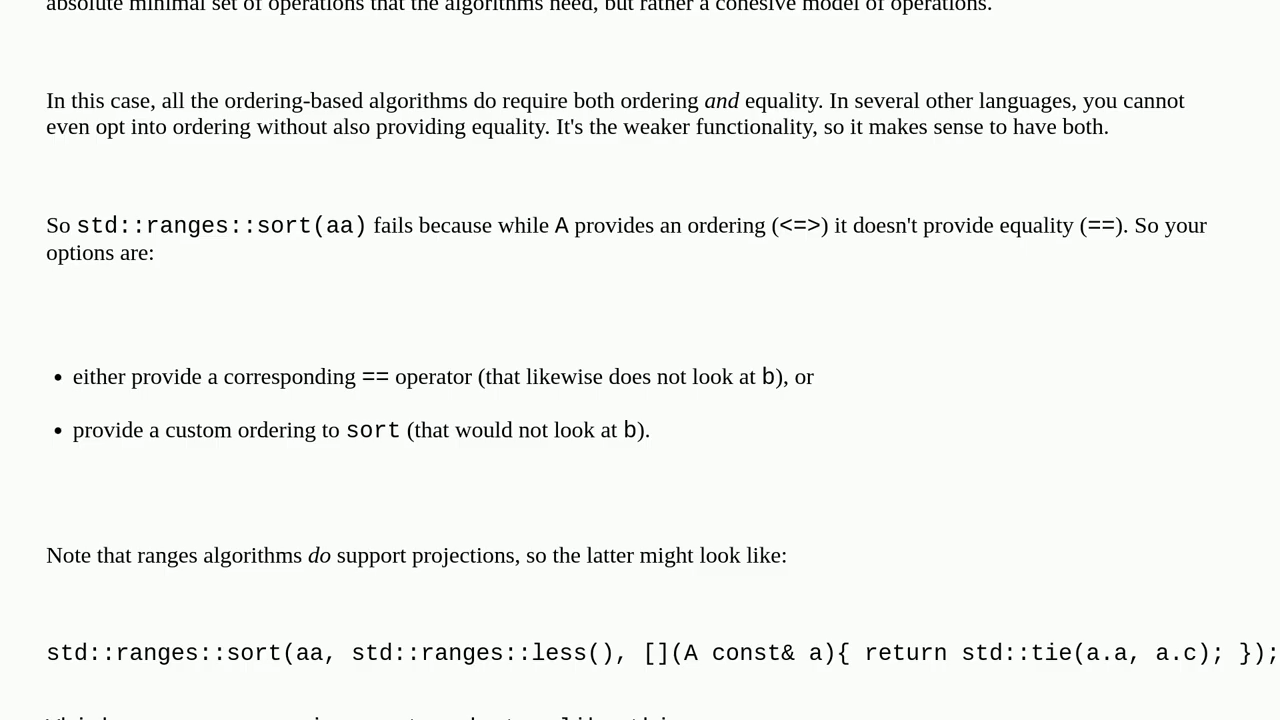 absolute minimal set of operations that the algorithms need, but rather a cohesive model of operations.
In this case, all the ordering-based algorithms do require both ordering and equality. In several other languages, you cannot
even opt into ordering without also providing equality. It's the weaker functionality, so it makes sense to have both.
So std::ranges::sort(aa) fails because while A provides an ordering (<=>) it doesn't provide equality (==). So your
options are:
• either provide a corresponding == operator (that likewise does not look at b), or
• provide a custom ordering to sort (that would not look at b).
Note that ranges algorithms do support projections, so the latter might look like:
std::ranges::sort(aa, std::ranges::less(), [](A const& a){ return std::tie(a.a, a.c); });